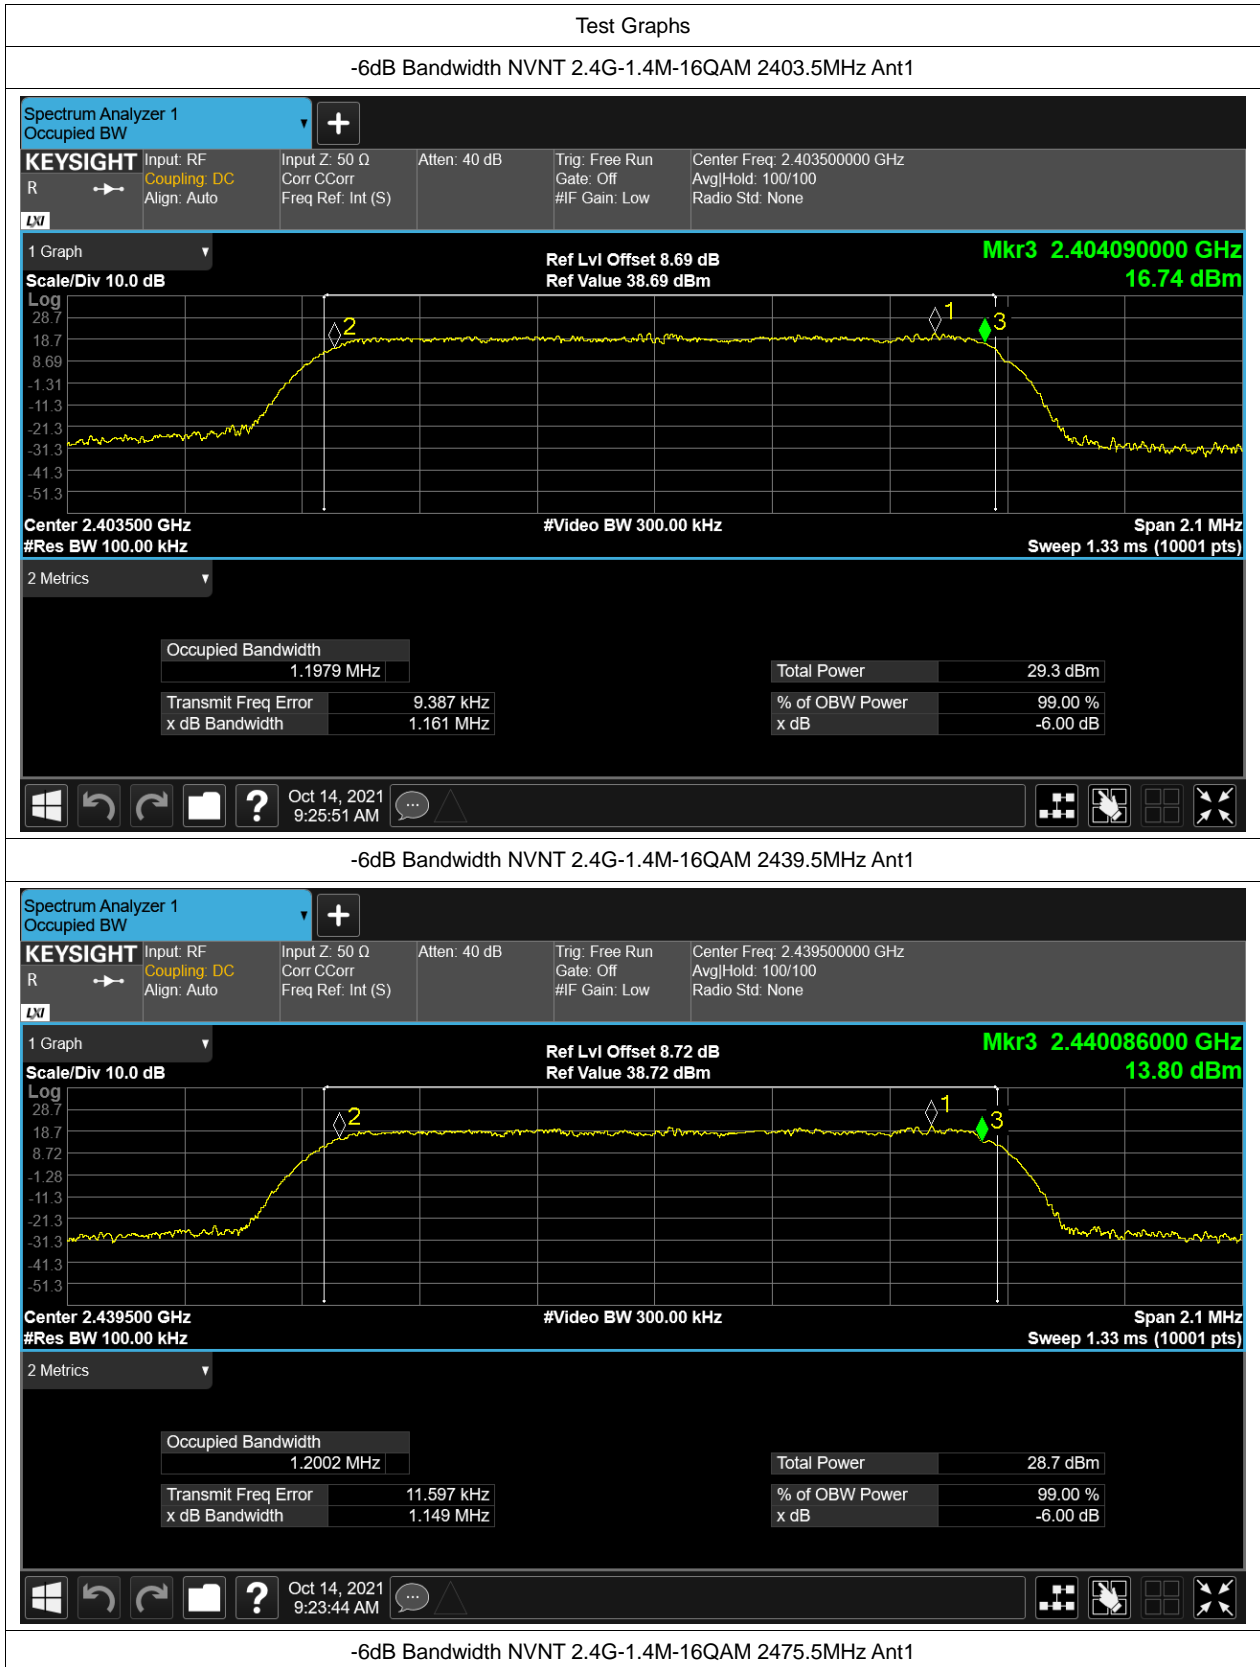 Test Graphs
-6dB Bandwidth NVNT 2.4G-1.4M-16QAM 2403.5MHz Ant1
Spectrum Analyzer 1
Occupied BW
KEYSIGHT Input: RF Input Z: 50 Ω Atten: 40 dB Trig: Free Run Center Freq: 2.403500000 GHz
R Coupling: DC Corr CCorr Gate: Off Avg|Hold: 100/100
Align: Auto Freq Ref: Int (S) #IF Gain: Low Radio Std: None
LXI
1 Graph Ref Lvl Offset 8.69 dB Mkr3 2.404090000 GHz
Scale/Div 10.0 dB Ref Value 38.69 dBm 16.74 dBm
Log
28.7
18.7
8.69
-1.31
-11.3
-21.3
-31.3
-41.3
-51.3
2
1
3
Center 2.403500 GHz #Video BW 300.00 kHz Span 2.1 MHz
#Res BW 100.00 kHz Sweep 1.33 ms (10001 pts)
2 Metrics
Occupied Bandwidth
1.1979 MHz Total Power 29.3 dBm
Transmit Freq Error 9.387 kHz % of OBW Power 99.00 %
x dB Bandwidth 1.161 MHz x dB -6.00 dB
? Oct 14, 2021
9:25:51 AM
-6dB Bandwidth NVNT 2.4G-1.4M-16QAM 2439.5MHz Ant1
Spectrum Analyzer 1
Occupied BW
KEYSIGHT Input: RF Input Z: 50 Ω Atten: 40 dB Trig: Free Run Center Freq: 2.439500000 GHz
R Coupling: DC Corr CCorr Gate: Off Avg|Hold: 100/100
Align: Auto Freq Ref: Int (S) #IF Gain: Low Radio Std: None
LXI
1 Graph Ref Lvl Offset 8.72 dB Mkr3 2.440086000 GHz
Scale/Div 10.0 dB Ref Value 38.72 dBm 13.80 dBm
Log
28.7
18.7
8.72
-1.28
-11.3
-21.3
-31.3
-41.3
-51.3
2
1
3
Center 2.439500 GHz #Video BW 300.00 kHz Span 2.1 MHz
#Res BW 100.00 kHz Sweep 1.33 ms (10001 pts)
2 Metrics
Occupied Bandwidth
1.2002 MHz Total Power 28.7 dBm
Transmit Freq Error 11.597 kHz % of OBW Power 99.00 %
x dB Bandwidth 1.149 MHz x dB -6.00 dB
? Oct 14, 2021
9:23:44 AM
-6dB Bandwidth NVNT 2.4G-1.4M-16QAM 2475.5MHz Ant1